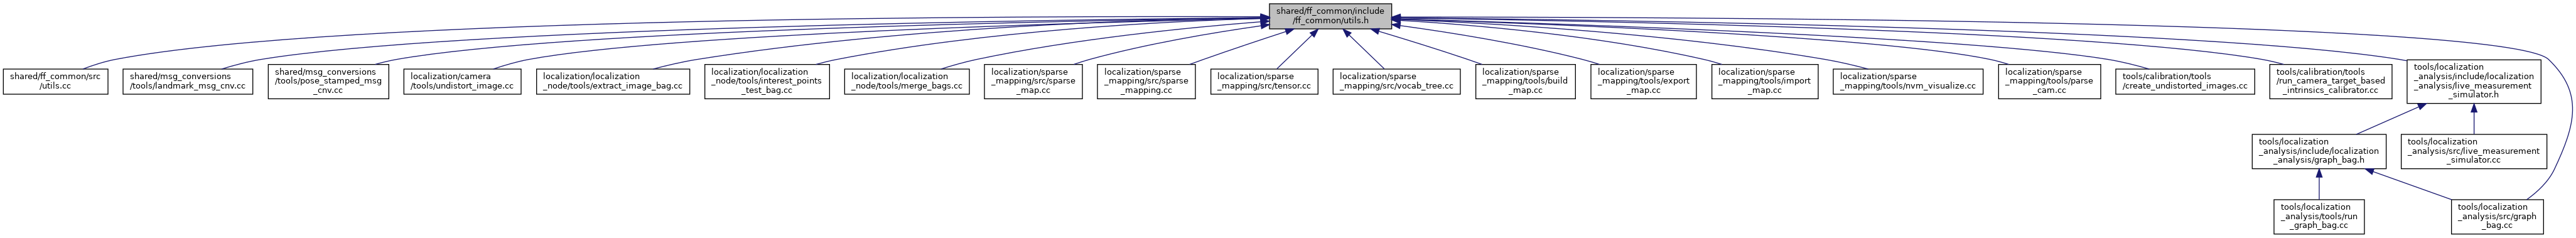 shared/ff_common/include
/ff_common/utils.h
shared/ff_common/src
/utils.cc
shared/msg_conversions
/tools/landmark_msg_cnv.cc
shared/msg_conversions
/tools/pose_stamped_msg
_cnv.cc
localization/camera
/tools/undistort_image.cc
localization/localization
_node/tools/extract_image_bag.cc
localization/localization
_node/tools/interest_points
_test_bag.cc
localization/localization
_node/tools/merge_bags.cc
localization/sparse
_mapping/src/sparse
_map.cc
localization/sparse
_mapping/src/sparse
_mapping.cc
localization/sparse
_mapping/src/tensor.cc
localization/sparse
_mapping/src/vocab_tree.cc
localization/sparse
_mapping/tools/build
_map.cc
localization/sparse
_mapping/tools/export
_map.cc
localization/sparse
_mapping/tools/import
_map.cc
localization/sparse
_mapping/tools/nvm_visualize.cc
localization/sparse
_mapping/tools/parse
_cam.cc
tools/calibration/tools
/create_undistorted_images.cc
tools/calibration/tools
/run_camera_target_based
_intrinsics_calibrator.cc
tools/localization
_analysis/include/localization
_analysis/live_measurement
_simulator.h
tools/localization
_analysis/include/localization
_analysis/graph_bag.h
tools/localization
_analysis/src/live_measurement
_simulator.cc
tools/localization
_analysis/tools/run
_graph_bag.cc
tools/localization
_analysis/src/graph
_bag.cc